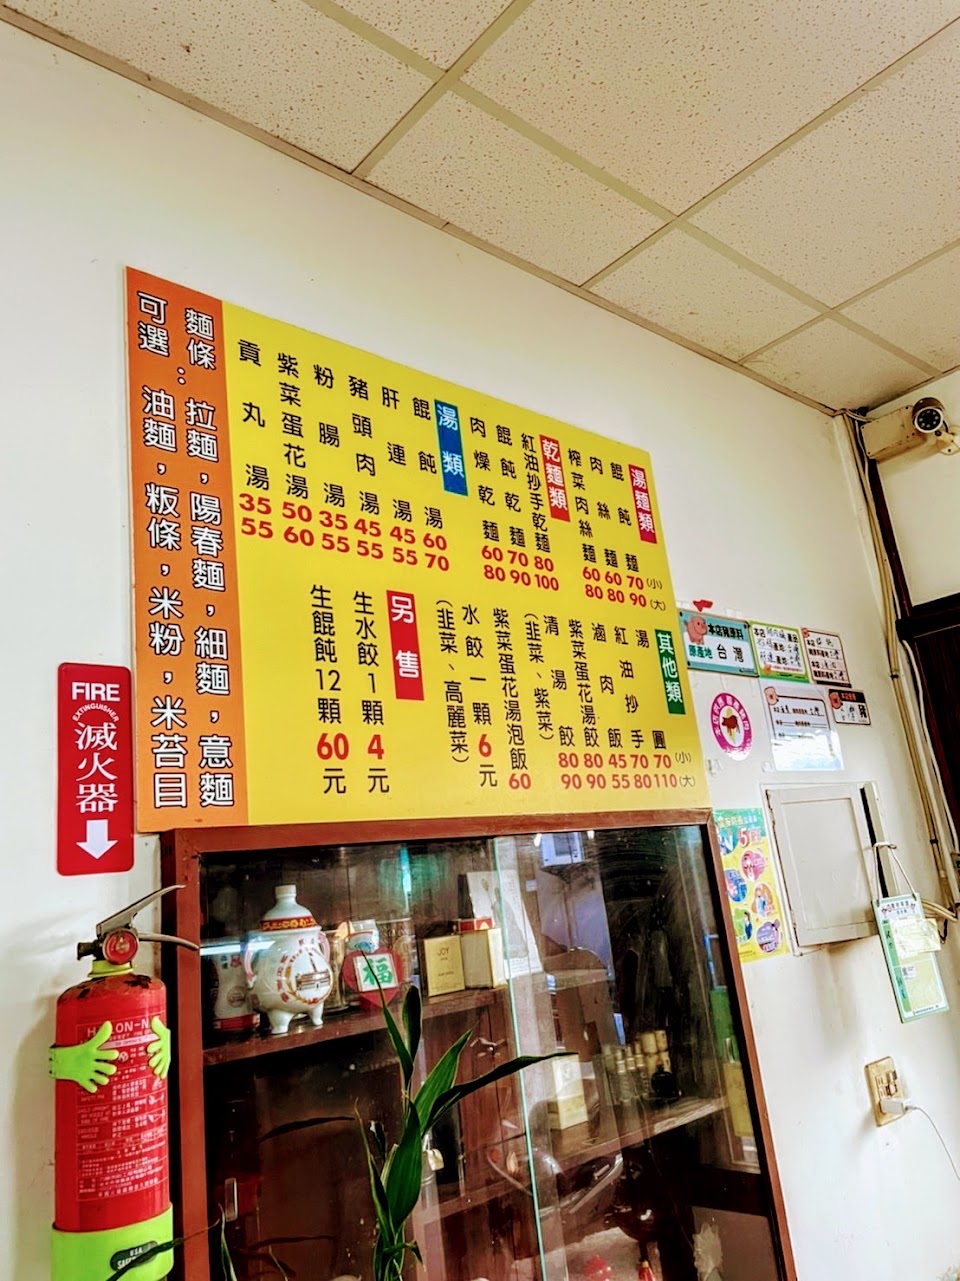 湯麵類
餛飩麵 70(小) 90(大)
肉絲麵 60 80
榨菜肉絲麵 60 80
乾麵類
紅油抄手乾麵 80 100
餛飩乾麵 70 90
肉燥乾麵 60 80
湯類
餛飩湯 60 70
肝連湯 45 55
豬頭肉湯 45 55
粉腸湯 35 55
紫菜蛋花湯 50 60
貢丸湯 35 55
其他類
湯圓 70(小) 110(大)
紅油抄手 70 80
滷肉飯 45 55
紫菜蛋花湯餃 80 90
清湯餃 80 90
(韭菜、紫菜)
紫菜蛋花湯泡飯 60
水餃一顆6元
(韭菜、高麗菜)
另售
生水餃1顆4元
生餛飩12顆60元
麵條：拉麵，陽春麵，細麵，意麵
可選 油麵，粄條，米粉，米苔目
FIRE
EXTINGUISHER
滅火器
本店豬原料
原產地 台灣
福
JOY